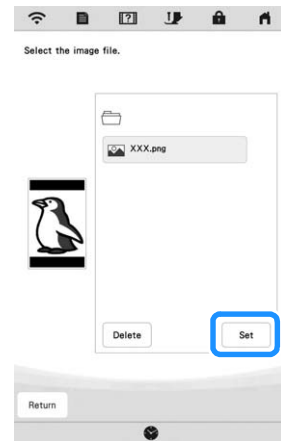 ?
Select the image file.
XXX.png
Delete
Set
Return